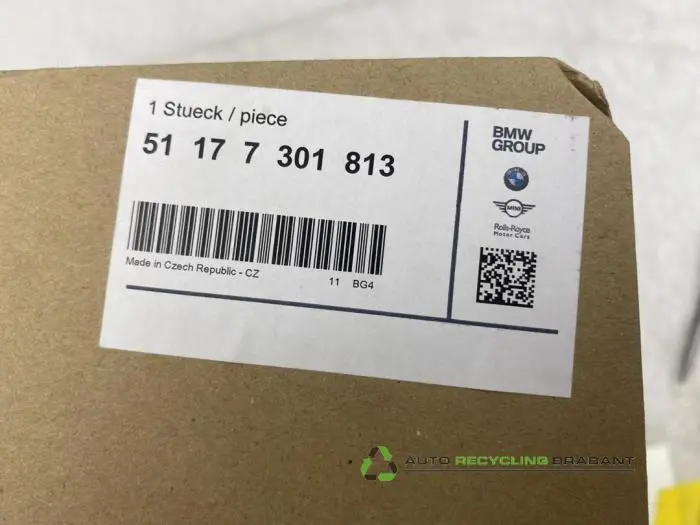 1 Stueck / piece
51 17 7 301 813
Made in Czech Republic - CZ
11 BG4
BMW
GROUP
MINI
Rolls-Royce
Motor Cars
AUTO RECYCLING BRABANT